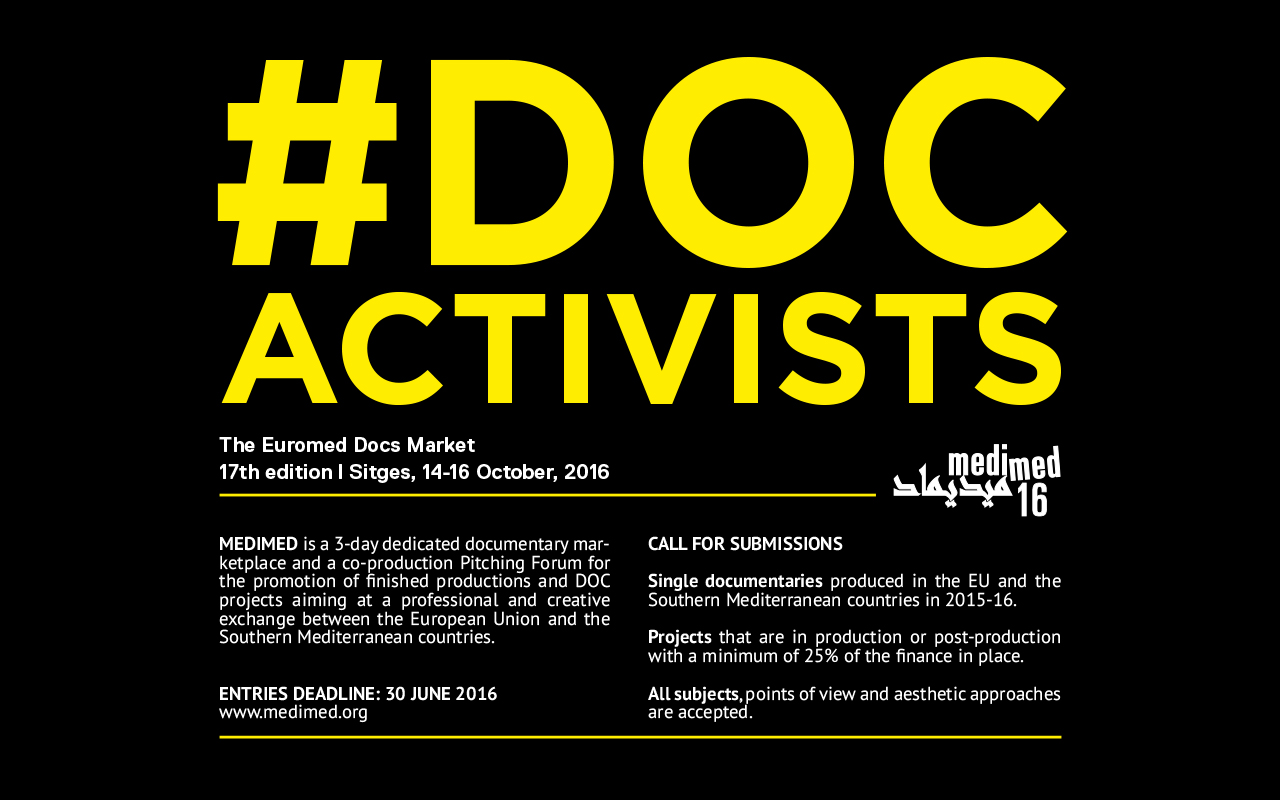 #DOC
ACTIVISTS
The Euromed Docs Market
17th edition I Sitges, 14-16 October, 2016
medimed
ميديماد
16
MEDIMED is a 3-day dedicated documentary mar-
ketplace and a co-production Pitching Forum for
the promotion of finished productions and DOC
projects aiming at a professional and creative
exchange between the European Union and the
Southern Mediterranean countries.
ENTRIES DEADLINE: 30 JUNE 2016
www.medimed.org
CALL FOR SUBMISSIONS
Single documentaries produced in the EU and the
Southern Mediterranean countries in 2015-16.
Projects that are in production or post-production
with a minimum of 25% of the finance in place.
All subjects, points of view and aesthetic approaches
are accepted.